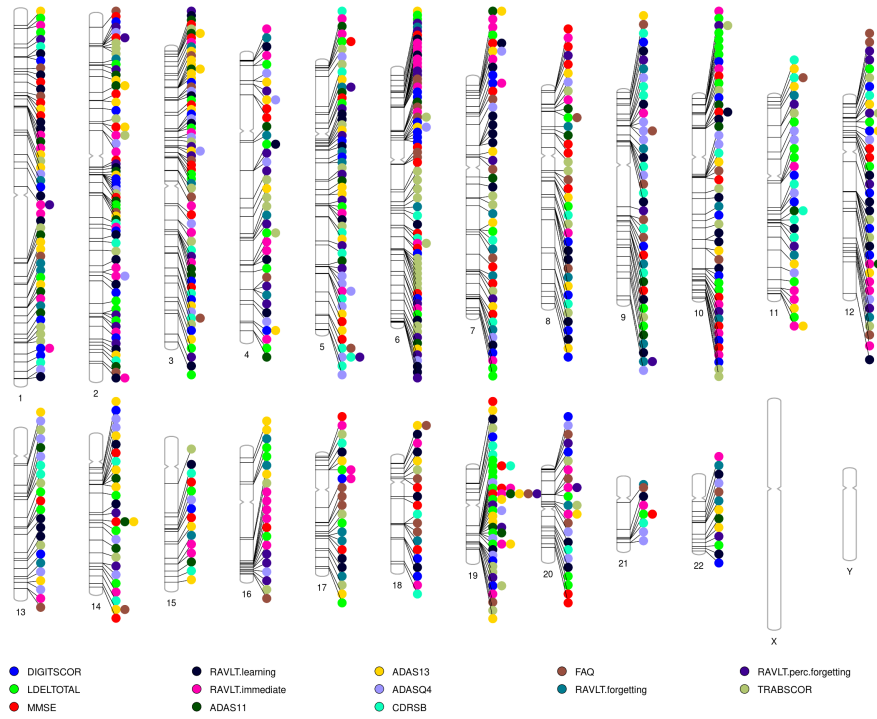 1 2 3 4 5 6 7 8 9 10 11 12
13 14 15 16 17 18 19 20 21 22 X Y
DIGITSCOR RAVLT.learning ADAS13 FAQ RAVLT.perc.forgetting
LDELTOTAL RAVLT.immediate ADASQ4 RAVLT.forgetting TRABSCOR
MMSE ADAS11 CDRSB